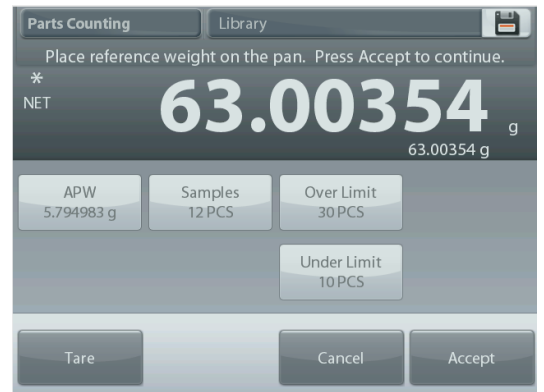 Parts Counting
Library
Place reference weight on the pan. Press Accept to continue.
*
NET
63.00354 g
63.00354 g
APW
5.794983 g
Samples
12 PCS
Over Limit
30 PCS
Under Limit
10 PCS
Tare
Cancel
Accept